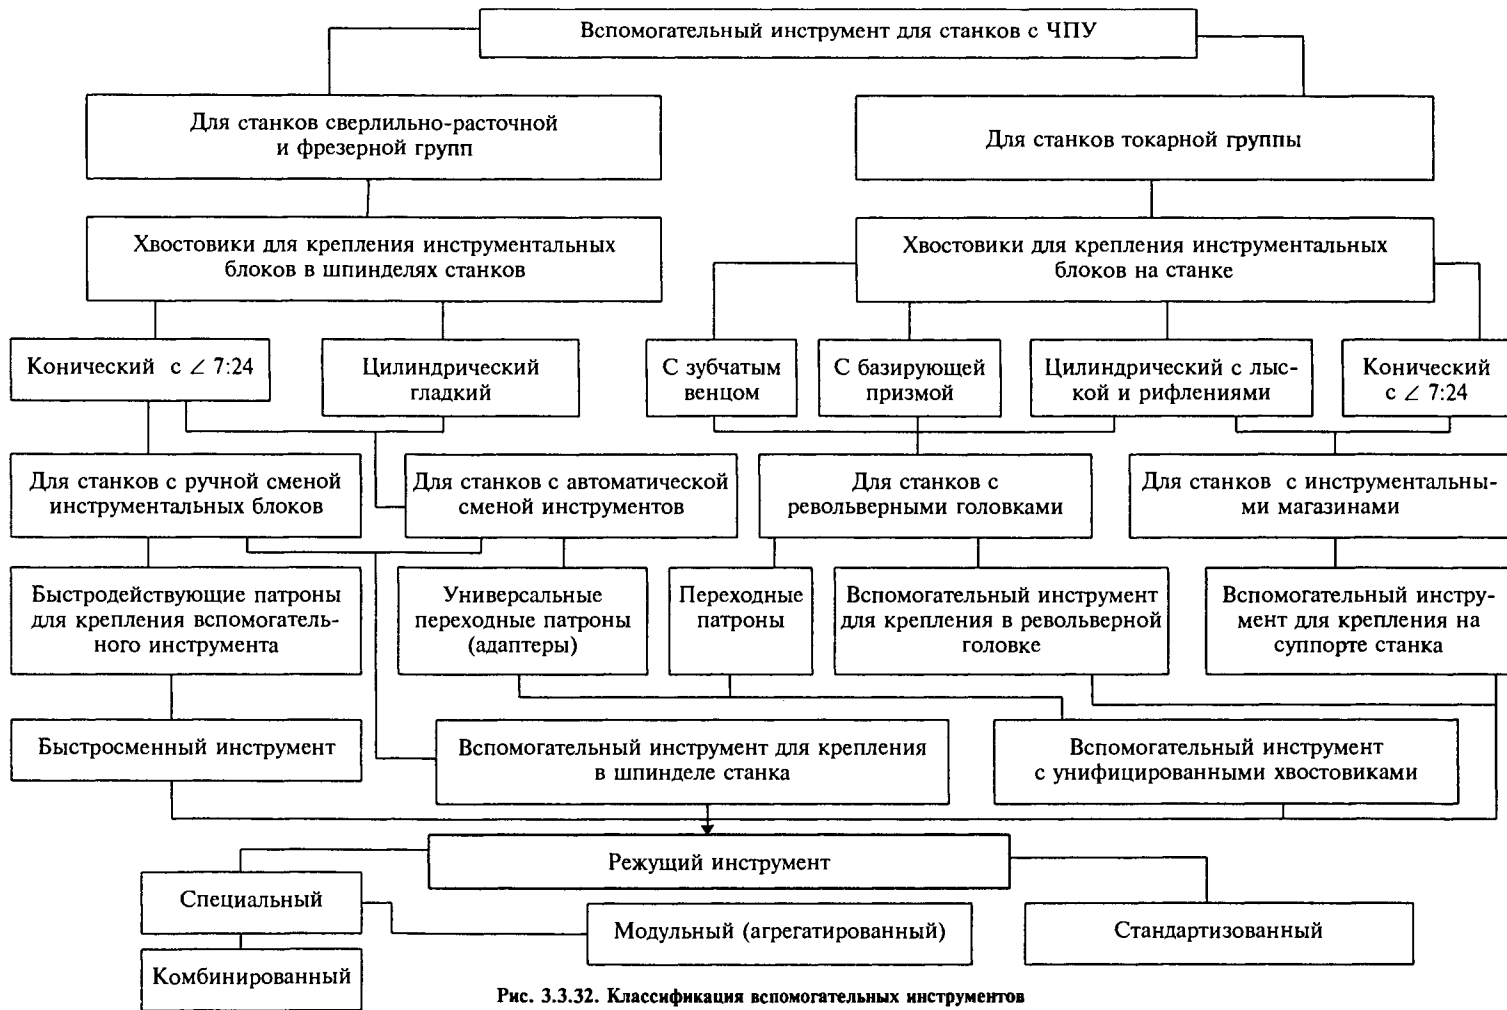 Вспомогательный инструмент для станков с ЧПУ
Для станков сверлильно-расточной
и фрезерной групп
Для станков токарной группы
Хвостовики для крепления инструментальных
блоков в шпинделях станков
Хвостовики для крепления инструментальных
блоков на станке
Конический с ∠ 7:24
Цилиндрический
гладкий
С зубчатым
венцом
С базирующей
призмой
Цилиндрический с лыс-
кой и рифлениями
Конический
с ∠ 7:24
Для станков с ручной сменой
инструментальных блоков
Для станков с автоматической
сменой инструментов
Для станков с
револьверными головками
Для станков с инструментальны-
ми магазинами
Быстродействующие патроны
для крепления вспомогатель-
ного инструмента
Универсальные
переходные патроны
(адаптеры)
Переходные
патроны
Вспомогательный инструмент
для крепления в револьверной
головке
Вспомогательный инстру-
мент для крепления на
суппорте станка
Быстросменный инструмент
Вспомогательный инструмент для крепления
в шпинделе станка
Вспомогательный инструмент
с унифицированными хвостовиками
Режущий инструмент
Специальный
Модульный (агрегатированный)
Стандартизованный
Комбинированный
Рис. 3.3.32. Классификация вспомогательных инструментов